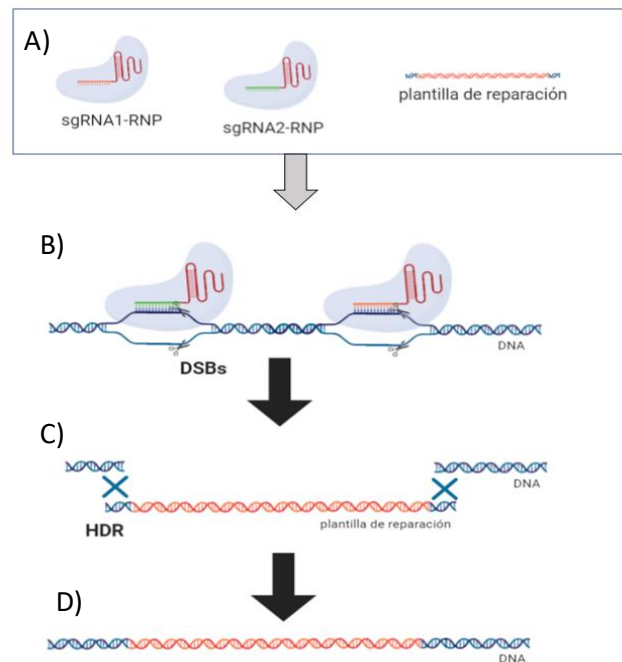 A)
sgRNA1-RNP
sgRNA2-RNP
plantilla de reparación
B)
DSBs
DNA
C)
DNA
HDR
plantilla de reparación
D)
DNA